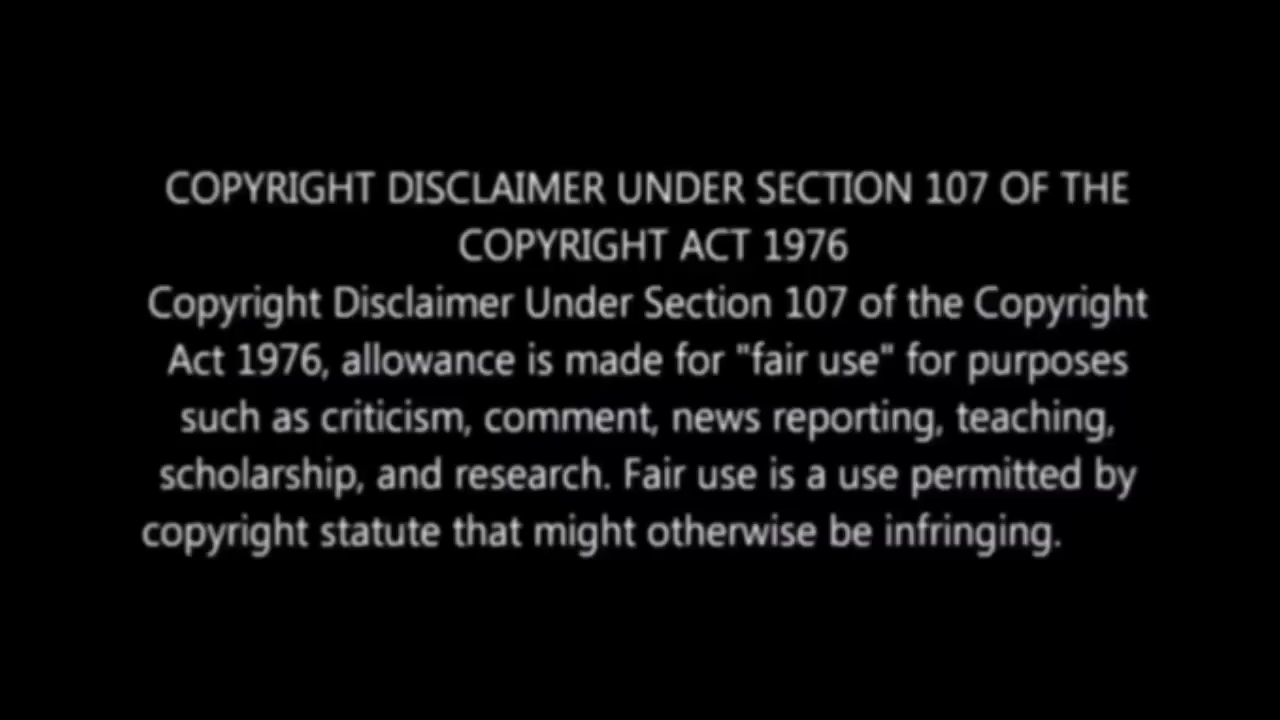 COPYRIGHT DISCLAIMER UNDER SECTION 107 OF THE
COPYRIGHT ACT 1976
Copyright Disclaimer Under Section 107 of the Copyright
Act 1976, allowance is made for "fair use" for purposes
such as criticism, comment, news reporting, teaching,
scholarship, and research. Fair use is a use permitted by
copyright statute that might otherwise be infringing.